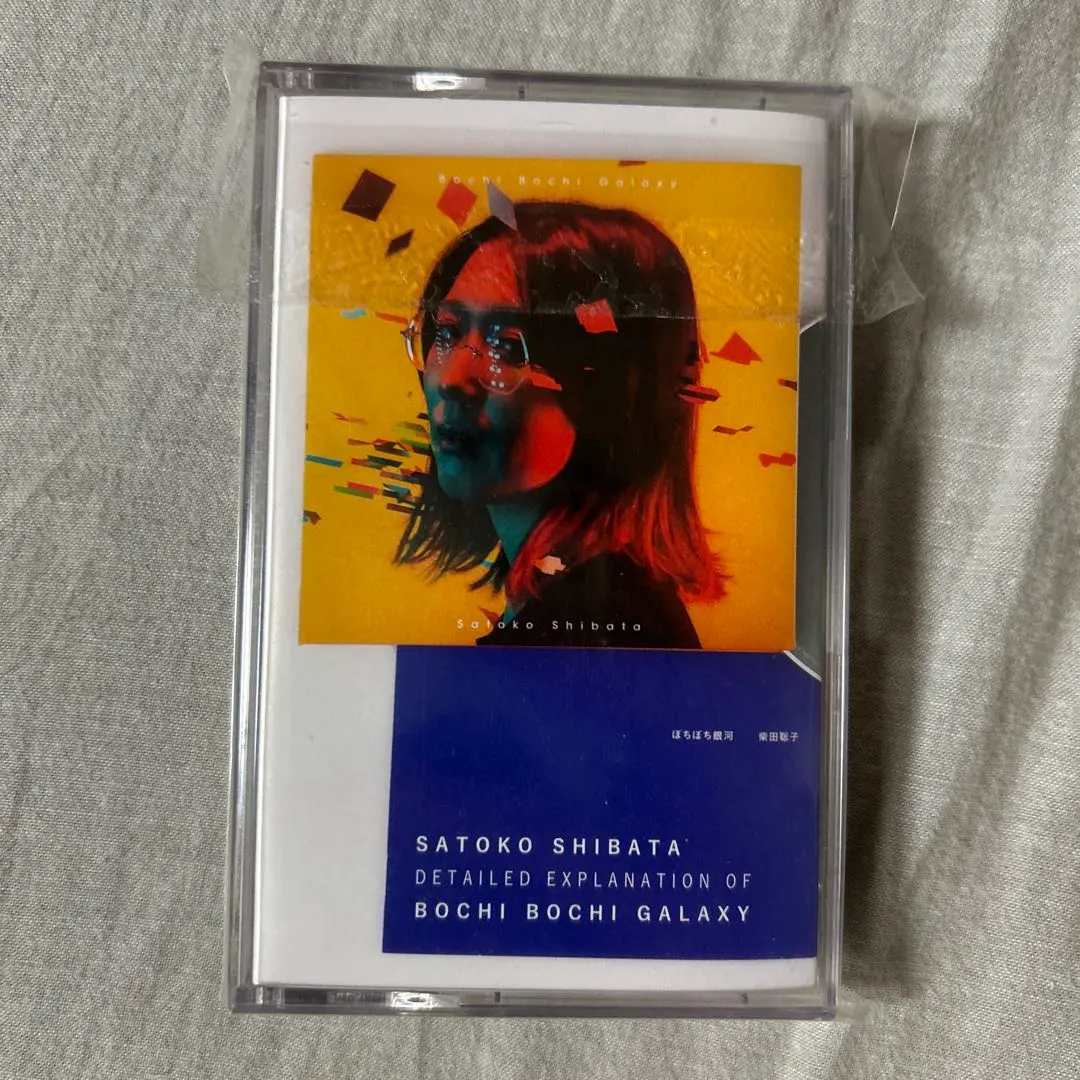 Bochi Bochi Galaxy
Satoko Shibata
ぼちぼち銀河 柴田聡子
SATOKO SHIBATA
DETAILED EXPLANATION OF
BOCHI BOCHI GALAXY